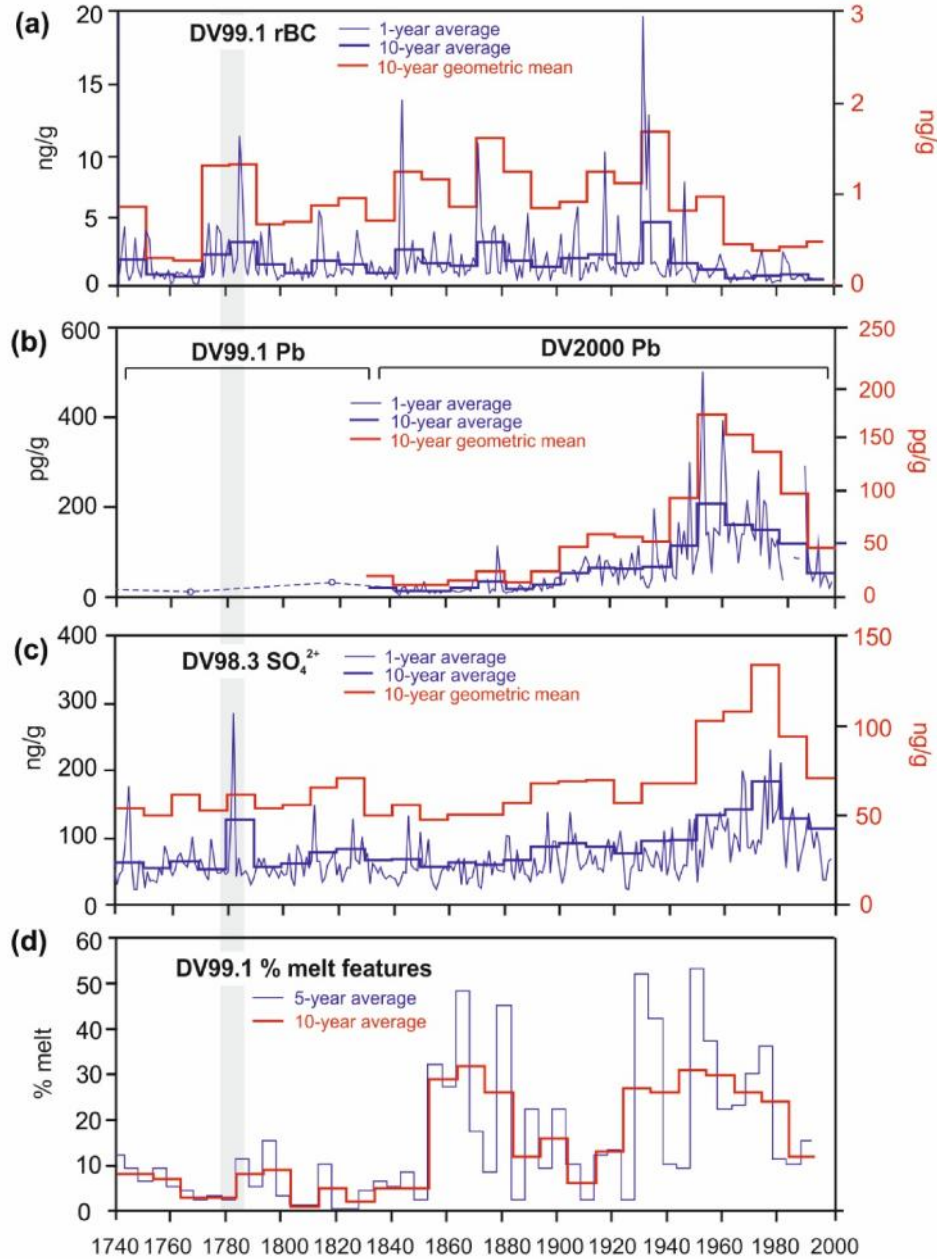 (a)
DV99.1 rBC
1-year average
10-year average
10-year geometric mean
ng/g
20
15
10
5
0
3
2
1
0
ng/g
(b)
DV99.1 Pb
DV2000 Pb
1-year average
10-year average
10-year geometric mean
pg/g
600
400
200
0
250
200
150
100
50
0
pg/g
(c)
DV98.3 SO₄²⁺
1-year average
10-year average
10-year geometric mean
ng/g
400
300
200
100
0
150
100
50
0
ng/g
(d)
DV99.1 % melt features
5-year average
10-year average
% melt
60
50
40
30
20
10
0
1740 1760 1780 1800 1820 1840 1860 1880 1900 1920 1940 1960 1980 2000